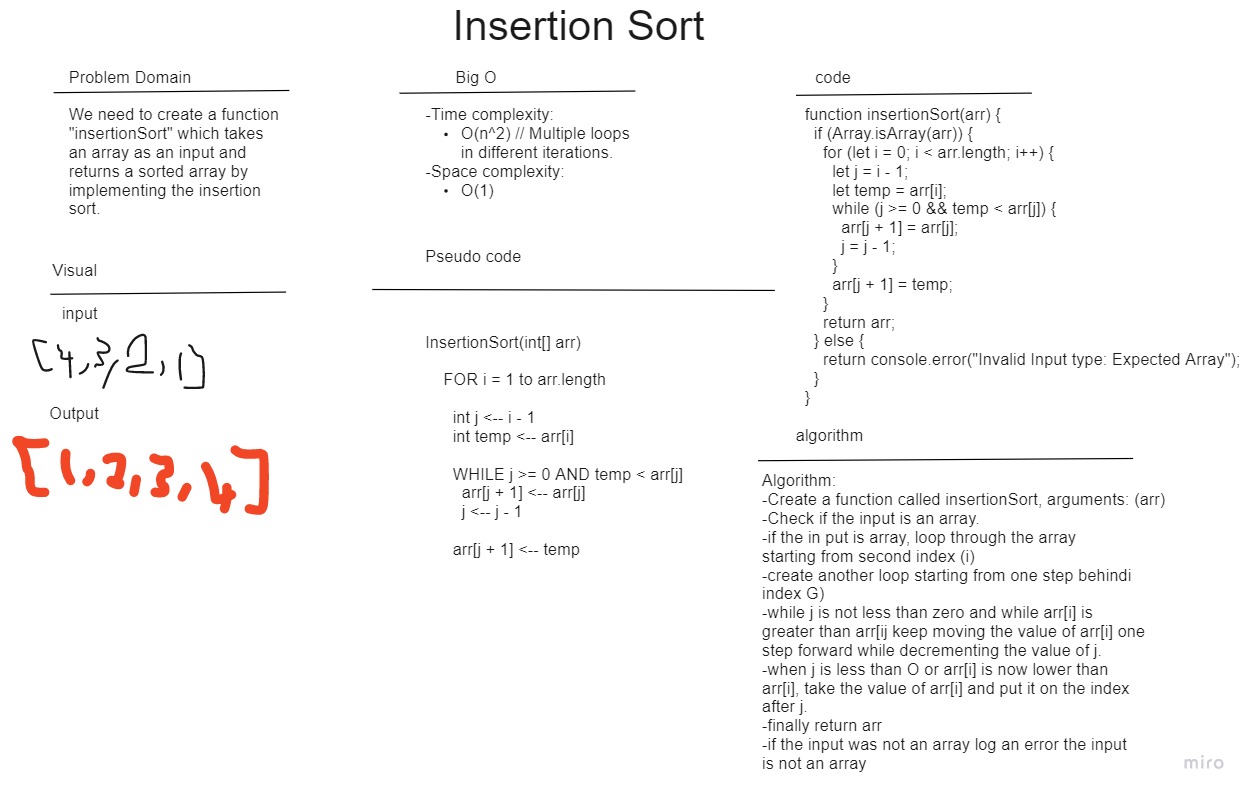 Insertion Sort
Problem Domain
We need to create a function
"insertionSort" which takes
an array as an input and
returns a sorted array by
implementing the insertion
sort.
Visual
input
[4,3,2,1]
Output
[1,2,3,4]
Big O
-Time complexity:
• O(n^2) // Multiple loops
in different iterations.
-Space complexity:
• O(1)
Pseudo code
InsertionSort(int[] arr)
FOR i = 1 to arr.length
int j <-- i - 1
int temp <-- arr[i]
WHILE j >= 0 AND temp < arr[j]
arr[j + 1] <-- arr[j]
j <-- j - 1
arr[j + 1] <-- temp
code
function insertionSort(arr) {
if (Array.isArray(arr)) {
for (let i = 0; i < arr.length; i++) {
let j = i - 1;
let temp = arr[i];
while (j >= 0 && temp < arr[j]) {
arr[j + 1] = arr[j];
j = j - 1;
}
arr[j + 1] = temp;
}
return arr;
} else {
return console.error("Invalid Input type: Expected Array");
}
}
algorithm
Algorithm:
-Create a function called insertionSort, arguments: (arr)
-Check if the input is an array.
-if the in put is array, loop through the array
starting from second index (i)
-create another loop starting from one step behindi
index G)
-while j is not less than zero and while arr[i] is
greater than arr[ij keep moving the value of arr[i] one
step forward while decrementing the value of j.
-when j is less than O or arr[i] is now lower than
arr[i], take the value of arr[i] and put it on the index
after j.
-finally return arr
-if the input was not an array log an error the input
is not an array
miro